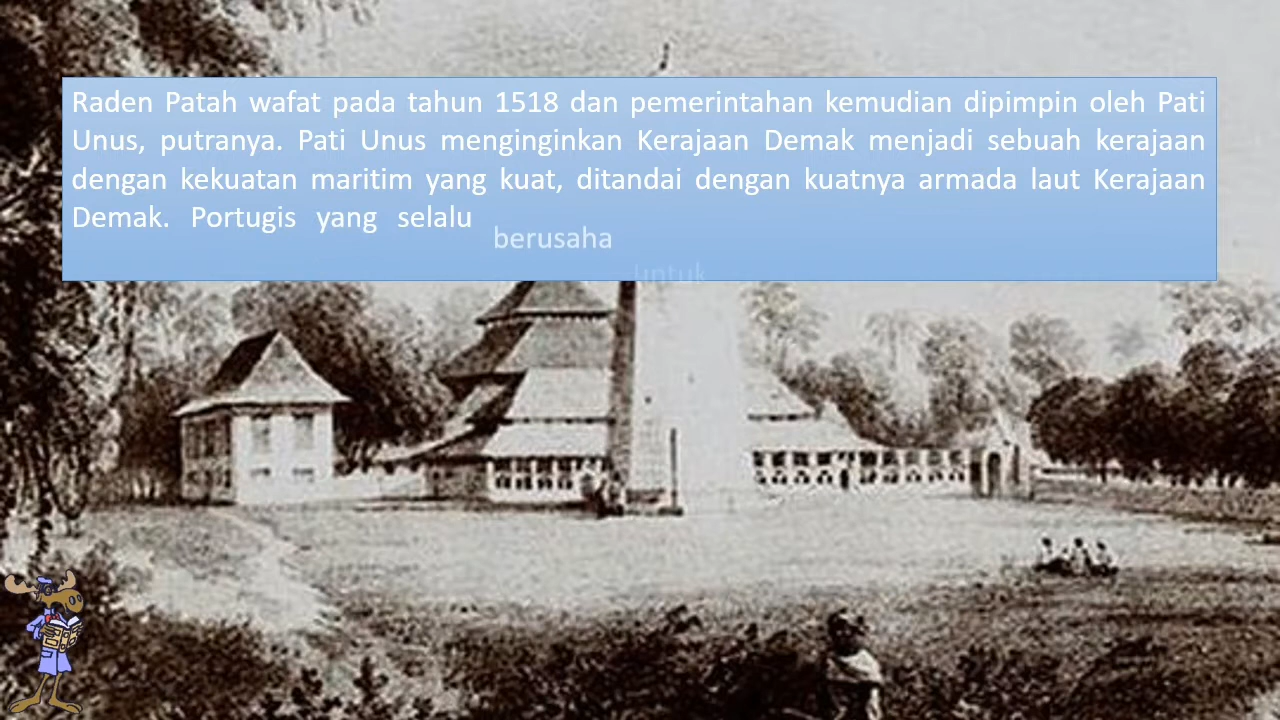 Raden Patah wafat pada tahun 1518 dan pemerintahan kemudian dipimpin oleh Pati
Unus, putranya. Pati Unus menginginkan Kerajaan Demak menjadi sebuah kerajaan
dengan kekuatan maritim yang kuat, ditandai dengan kuatnya armada laut Kerajaan
Demak. Portugis yang selalu
berusaha
untuk